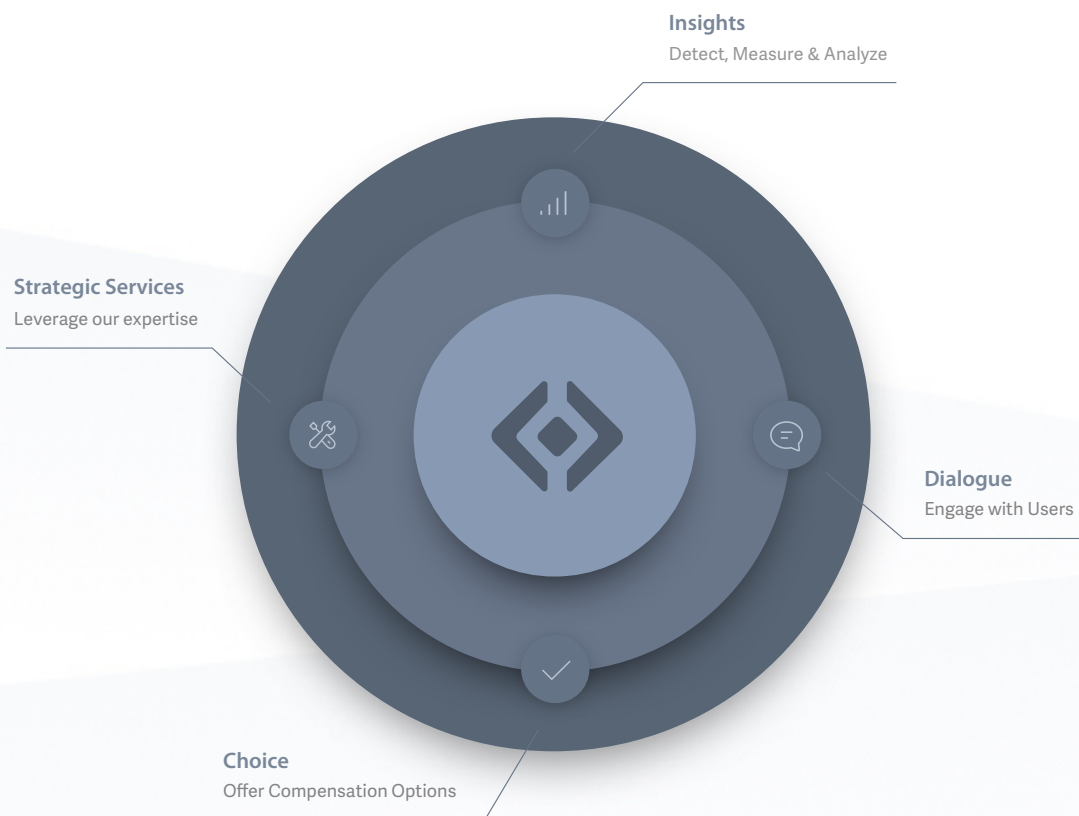 Insights
Detect, Measure & Analyze
Strategic Services
Leverage our expertise
Dialogue
Engage with Users
Choice
Offer Compensation Options